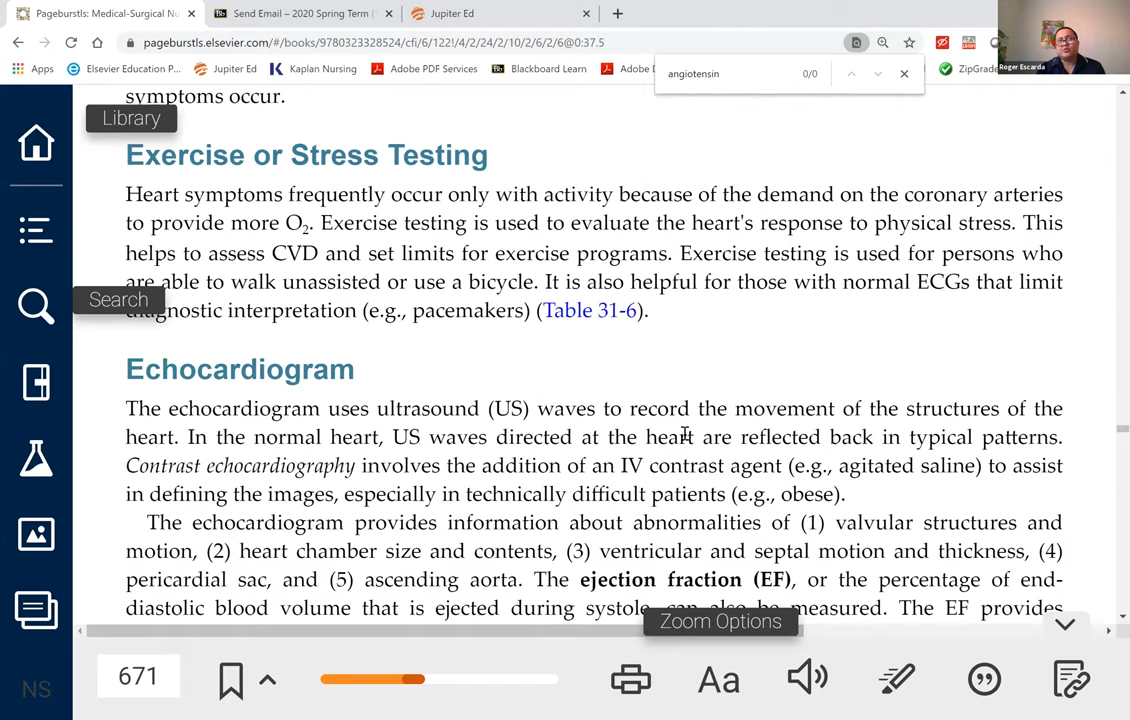 Pageburstls: Medical-Surgical Nu
Send Email – 2020 Spring Term (
Jupiter Ed
pageburstls.elsevier.com/#/books/9780323328524/cfi/6/122!/4/2/24/2/10/2/6/2/6@0:37.5
Roger Escarda
Apps
Elsevier Education P...
Jupiter Ed
Kaplan Nursing
Adobe PDF Services
Blackboard Learn
Adobe D
angiotensin
0/0
ZipGrade
symptoms occur.
Library
Exercise or Stress Testing
Heart symptoms frequently occur only with activity because of the demand on the coronary arteries
to provide more O2. Exercise testing is used to evaluate the heart's response to physical stress. This
helps to assess CVD and set limits for exercise programs. Exercise testing is used for persons who
are able to walk unassisted or use a bicycle. It is also helpful for those with normal ECGs that limit
Search
diagnostic interpretation (e.g., pacemakers) (Table 31-6).
Echocardiogram
The echocardiogram uses ultrasound (US) waves to record the movement of the structures of the
heart. In the normal heart, US waves directed at the heart are reflected back in typical patterns.
Contrast echocardiography involves the addition of an IV contrast agent (e.g., agitated saline) to assist
in defining the images, especially in technically difficult patients (e.g., obese).
The echocardiogram provides information about abnormalities of (1) valvular structures and
motion, (2) heart chamber size and contents, (3) ventricular and septal motion and thickness, (4)
pericardial sac, and (5) ascending aorta. The ejection fraction (EF), or the percentage of end-
diastolic blood volume that is ejected during systole, can also be measured. The EF provides
Zoom Options
NS
671
Aa